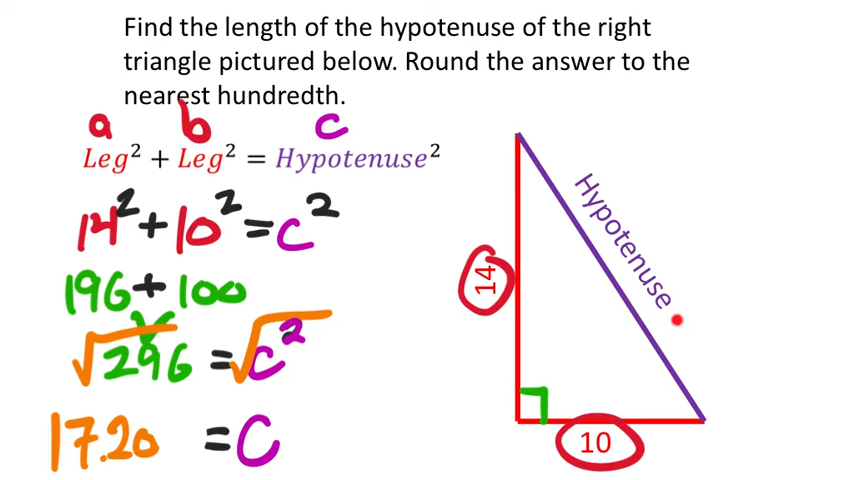 Find the length of the hypotenuse of the right
triangle pictured below. Round the answer to the
nearest hundredth.
a b c
Leg² + Leg² = Hypotenuse²
14² + 10² = c²
196 + 100
√296 = √c²
17.20 = C
Hypotenuse
14
10